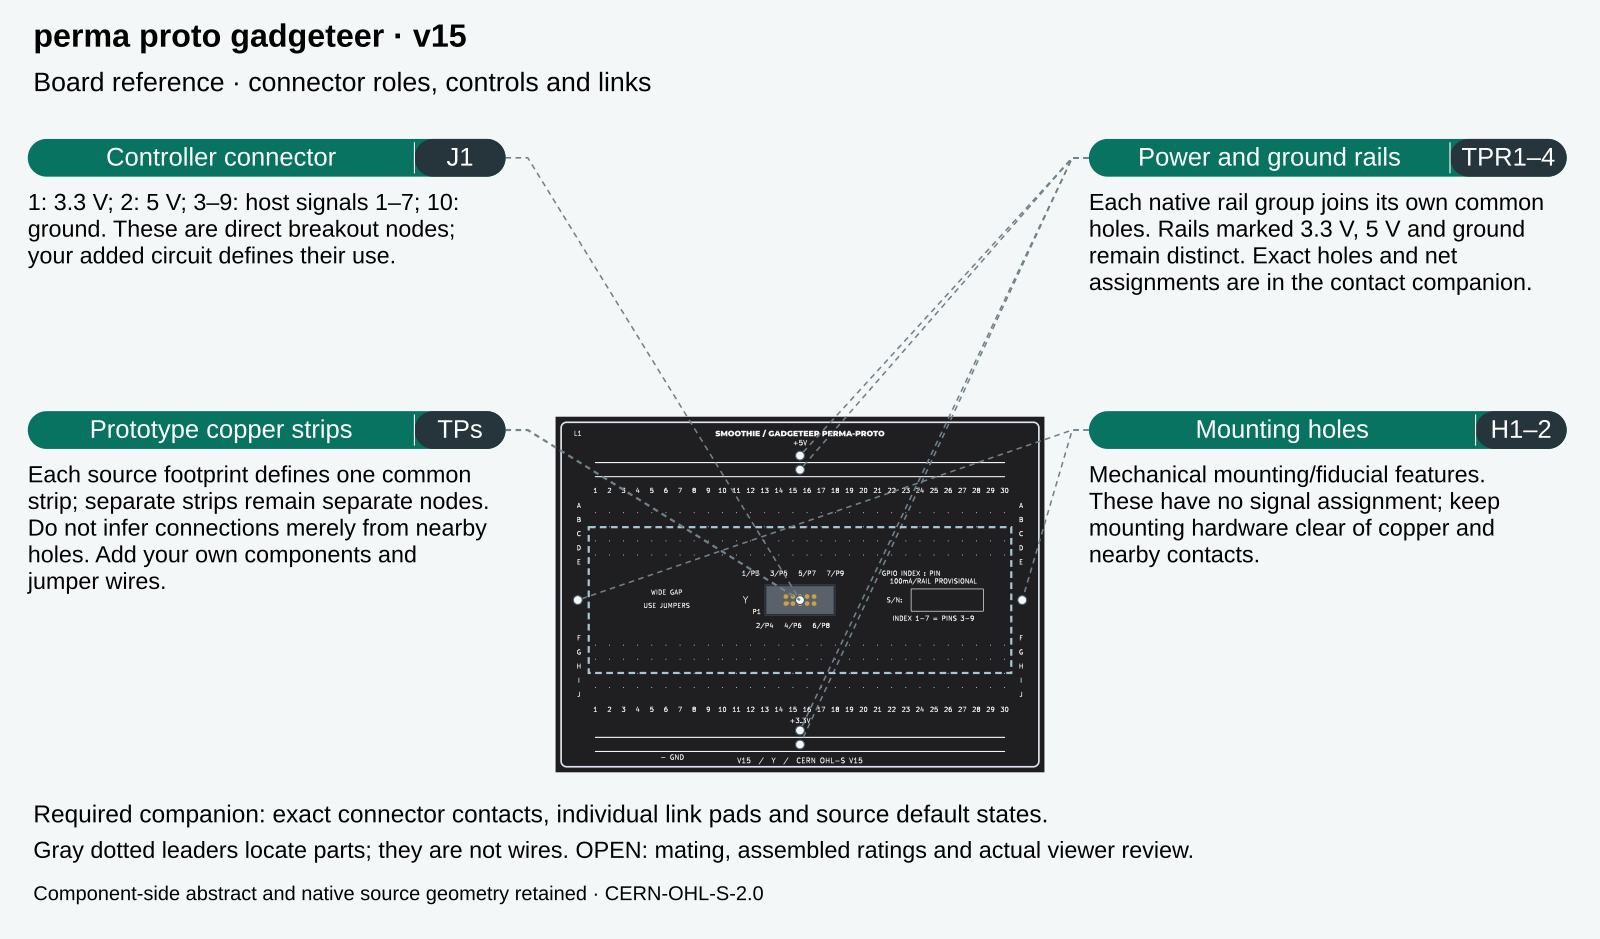 perma proto gadgeteer · v15
Board reference · connector roles, controls and links
Controller connector J1
1: 3.3 V; 2: 5 V; 3–9: host signals 1–7; 10:
ground. These are direct breakout nodes;
your added circuit defines their use.
Power and ground rails TPR1–4
Each native rail group joins its own common
holes. Rails marked 3.3 V, 5 V and ground
remain distinct. Exact holes and net
assignments are in the contact companion.
Prototype copper strips TPs
Each source footprint defines one common
strip; separate strips remain separate nodes.
Do not infer connections merely from nearby
holes. Add your own components and
jumper wires.
Mounting holes H1–2
Mechanical mounting/fiducial features.
These have no signal assignment; keep
mounting hardware clear of copper and
nearby contacts.
L1
SMOOTHIE / GADGETEER PERMA-PROTO
+5V
1 2 3 4 5 6 7 8 9 10 11 12 13 14 15 16 17 18 19 20 21 22 23 24 25 26 27 28 29 30
A A
B B
C C
D D
E E
1/P3 3/P5 5/P7 7/P9
GPIO INDEX : PIN
100mA/RAIL PROVISIONAL
WIDE GAP
USE JUMPERS
Y
P1
S/N:
2/P4 4/P6 6/P8
INDEX 1-7 = PINS 3-9
F F
G G
H H
I I
J J
1 2 3 4 5 6 7 8 9 10 11 12 13 14 15 16 17 18 19 20 21 22 23 24 25 26 27 28 29 30
+3.3V
– GND
V15 / Y / CERN OHL-S V15
Required companion: exact connector contacts, individual link pads and source default states.
Gray dotted leaders locate parts; they are not wires. OPEN: mating, assembled ratings and actual viewer review.
Component-side abstract and native source geometry retained · CERN-OHL-S-2.0